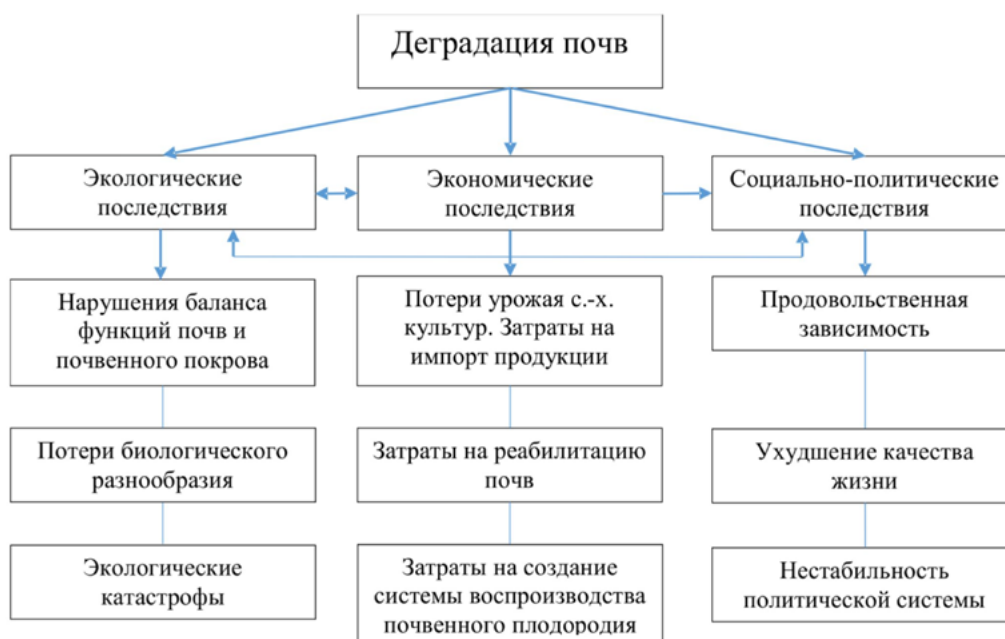 Деградация почв
Экологические
последствия
Экономические
последствия
Социально-политические
последствия
Нарушения баланса
функций почв и
почвенного покрова
Потери урожая с.-х.
культур. Затраты на
импорт продукции
Продовольственная
зависимость
Потери биологического
разнообразия
Затраты на реабилитацию
почв
Ухудшение качества
жизни
Экологические
катастрофы
Затраты на создание
системы воспроизводства
почвенного плодородия
Нестабильность
политической системы